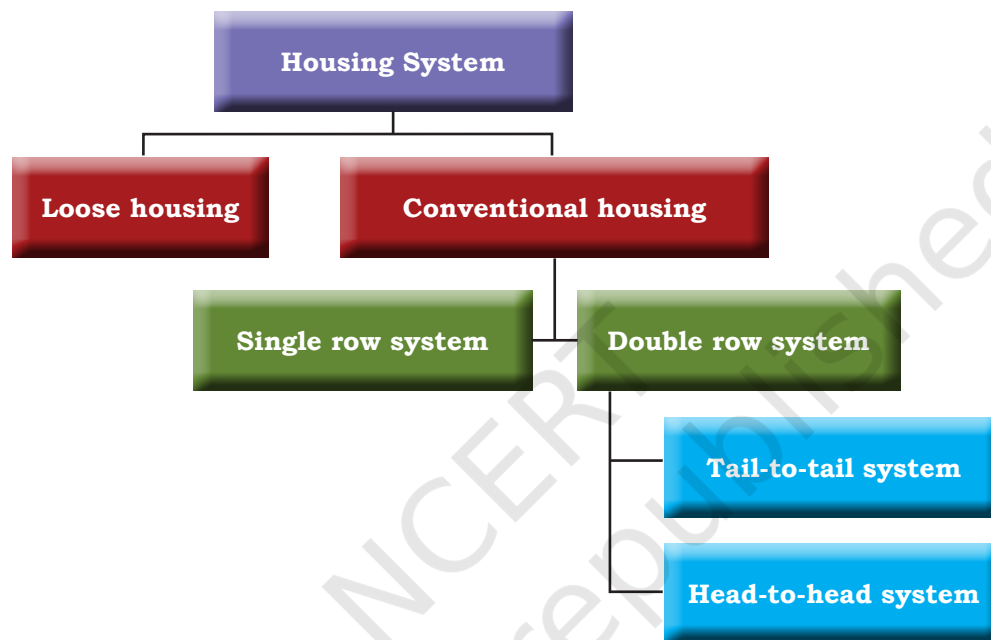 Housing System
Loose housing
Conventional housing
Single row system
Double row system
Tail-to-tail system
Head-to-head system
NCERT
republished